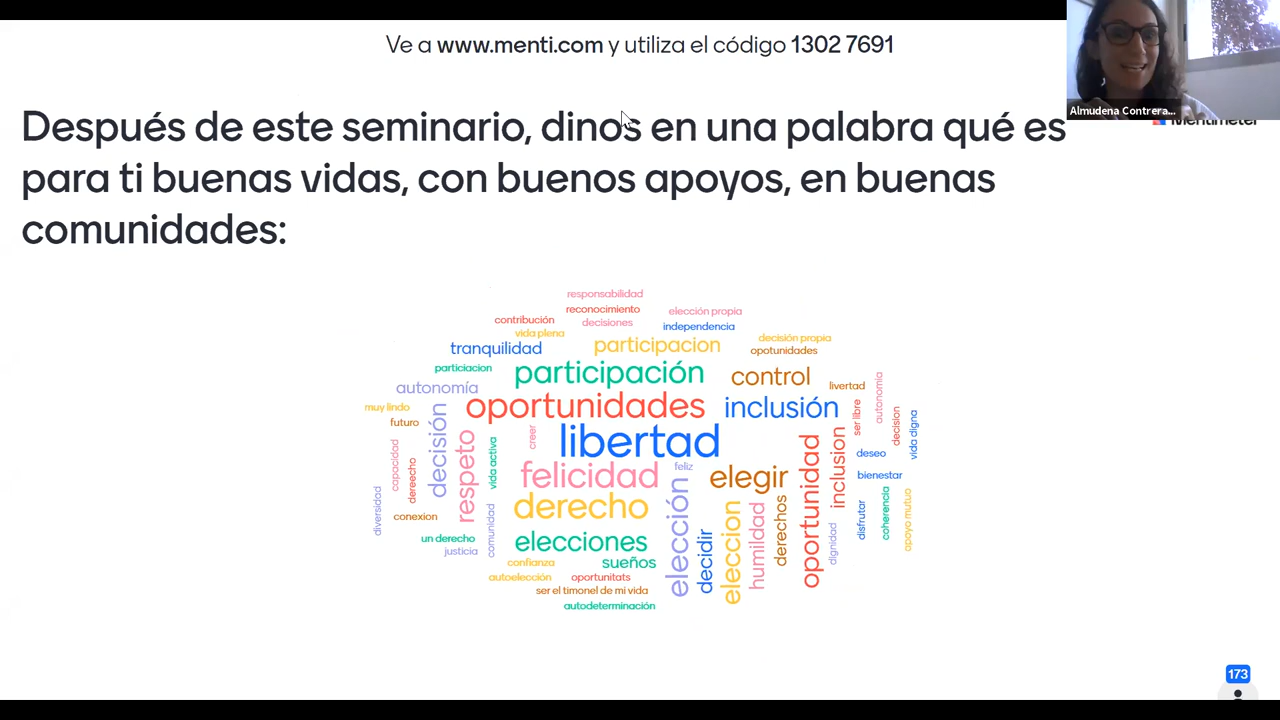 Ve a www.menti.com y utiliza el código 1302 7691
Almudena Contrera...
Mentimeter
Después de este seminario, dinos en una palabra qué es
para ti buenas vidas, con buenos apoyos, en buenas
comunidades:
responsabilidad
reconocimiento
elección propia
contribución
decisiones
independencia
vida plena
decisión propia
tranquilidad
participacion
opotunidades
particiacion
participación
control
autonomía
livertad
autonomia
muy lindo
oportunidades
inclusión
ser libre
decision
vida digna
futuro
decisión
respeto
vida activa
creer
libertad
capacidad
dereecho
felicidad
feliz
elegir
oportunidad
inclusion
deseo
bienestar
diversidad
conexion
comunidad
derecho
elección
decidir
eleccion
humildad
derechos
dignidad
disfrutar
coherencia
apoyo mutuo
un derecho
justicia
elecciones
confianza
sueños
autoelección
oportunitats
ser el timonel de mi vida
autodeterminación
173